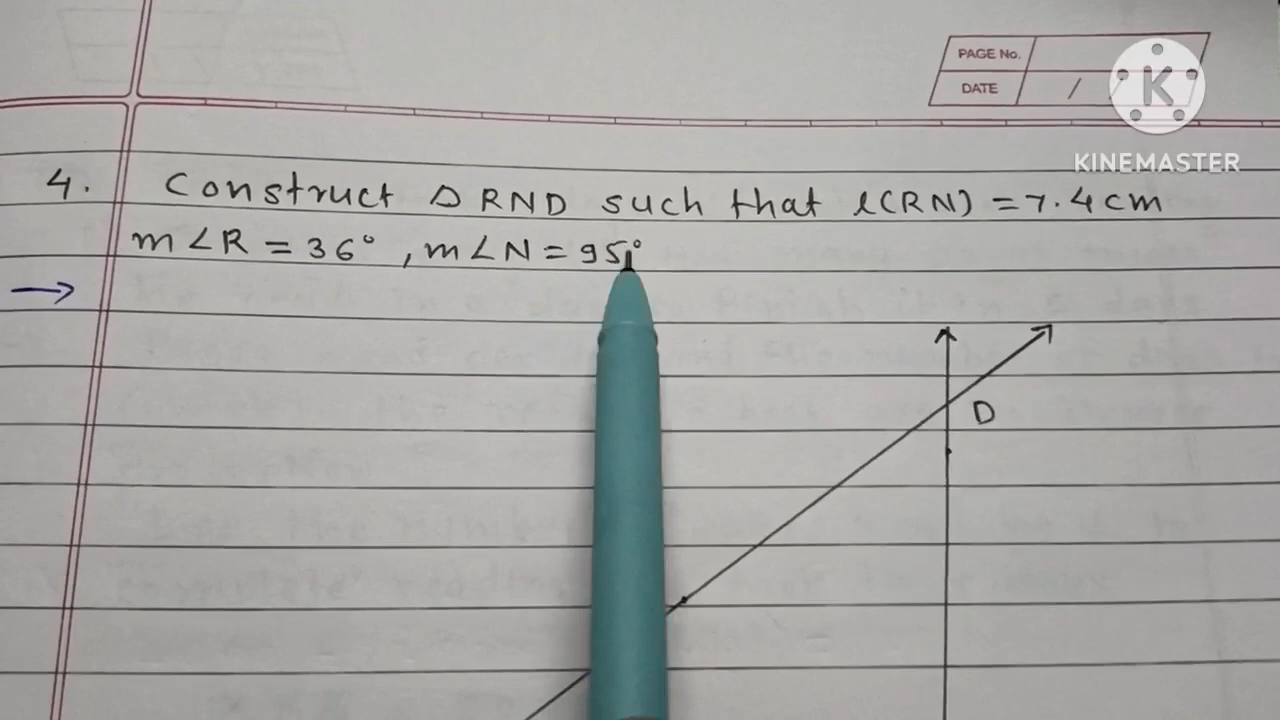 PAGE No.
DATE / /
K
KINEMASTER
4. Construct Δ RND such that l(RN) = 7.4 cm
m∠R = 36° , m∠N = 95°
→
D